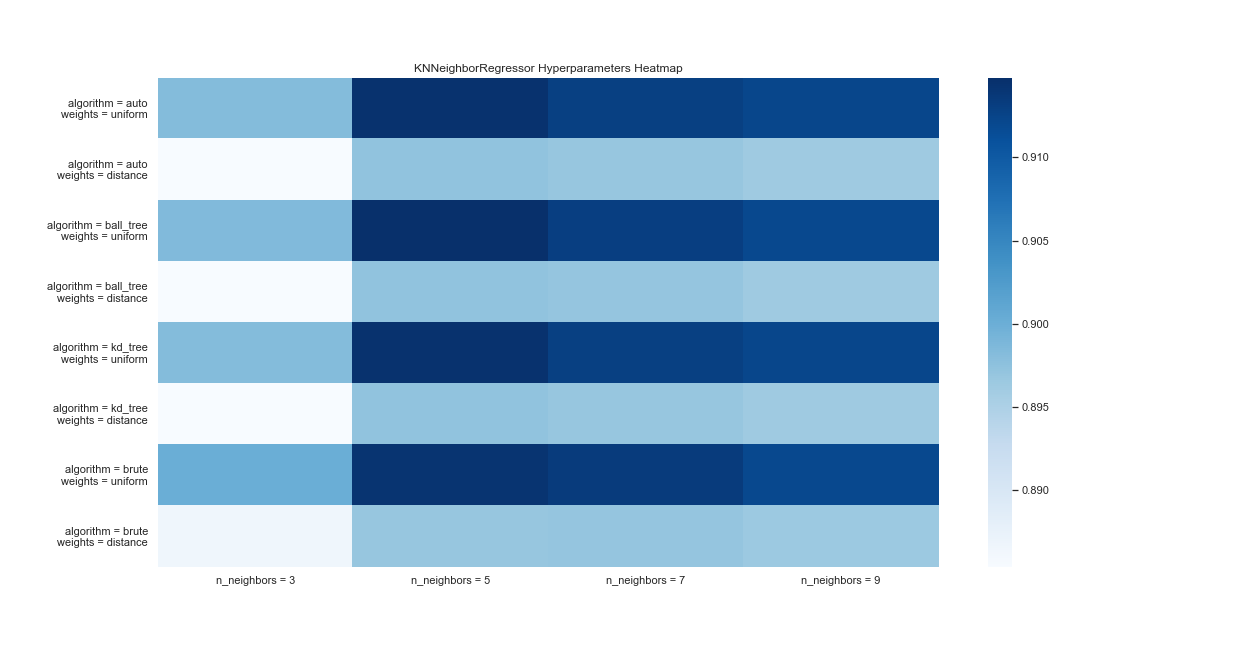 KNNeighborRegressor Hyperparameters Heatmap
algorithm = auto
weights = uniform
algorithm = auto
weights = distance
algorithm = ball_tree
weights = uniform
algorithm = ball_tree
weights = distance
algorithm = kd_tree
weights = uniform
algorithm = kd_tree
weights = distance
algorithm = brute
weights = uniform
algorithm = brute
weights = distance
n_neighbors = 3
n_neighbors = 5
n_neighbors = 7
n_neighbors = 9
0.910
0.905
0.900
0.895
0.890